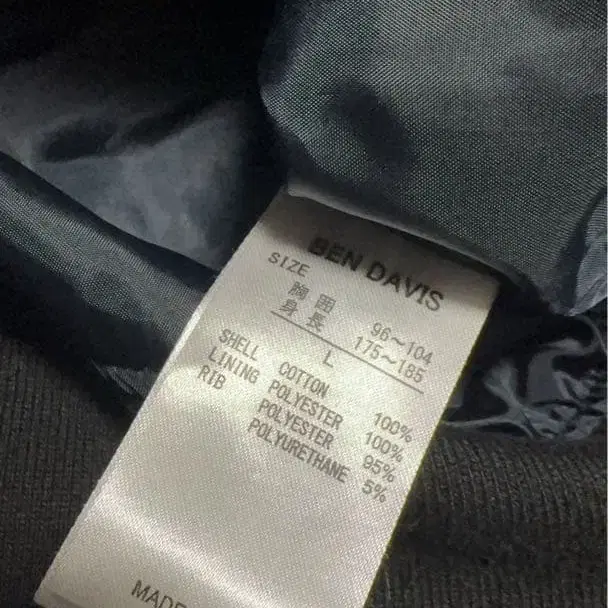 BEN DAVIS
SIZE
胸囲 96~104
身長 175~185
L
SHELL COTTON 100%
LINING POLYESTER 100%
RIB POLYESTER 95%
POLYURETHANE 5%
MADE